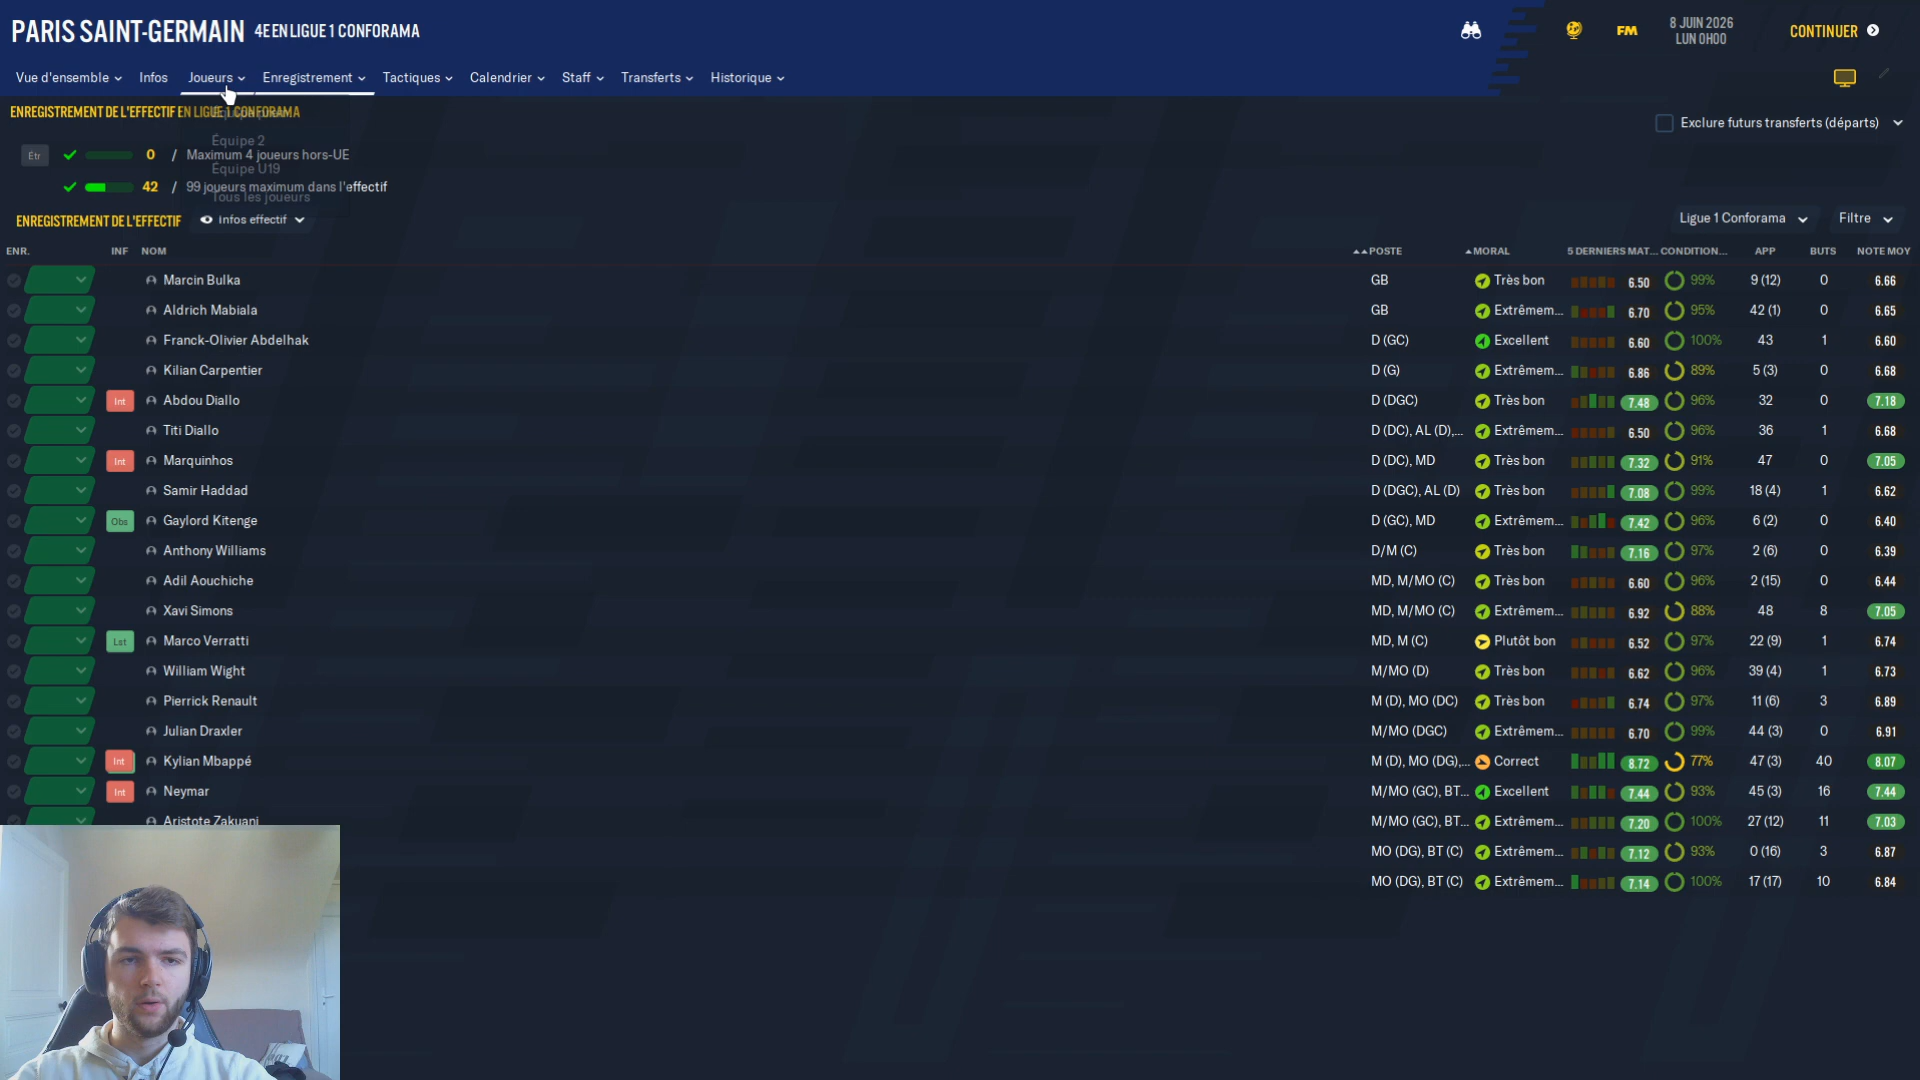 PARIS SAINT-GERMAIN 4E EN LIGUE 1 CONFORAMA
FM
8 JUIN 2026
LUN 0H00
CONTINUER
Vue d'ensemble Infos Joueurs Enregistrement Tactiques Calendrier Staff Transferts Historique
ENREGISTREMENT DE L'EFFECTIF EN LIGUE 1 CONFORAMA
Exclure futurs transferts (départs)
Équipe 2
Étr 0 / Maximum 4 joueurs hors-UE
Équipe U19
42 / 99 joueurs maximum dans l'effectif
Tous les joueurs
ENREGISTREMENT DE L'EFFECTIF Infos effectif Ligue 1 Conforama Filtre
ENR. INF NOM POSTE MORAL 5 DERNIERS MAT... CONDITION... APP BUTS NOTE MOY
Marcin Bulka GB Très bon 6.50 99% 9 (12) 0 6.66
Aldrich Mabiala GB Extrêmem... 6.70 95% 42 (1) 0 6.65
Franck-Olivier Abdelhak D (GC) Excellent 6.60 100% 43 1 6.60
Kilian Carpentier D (G) Extrêmem... 6.86 89% 5 (3) 0 6.68
Int Abdou Diallo D (DGC) Très bon 7.48 96% 32 0 7.18
Titi Diallo D (DC), AL (D),... Extrêmem... 6.50 96% 36 1 6.68
Int Marquinhos D (DC), MD Très bon 7.32 91% 47 0 7.05
Samir Haddad D (DGC), AL (D) Très bon 7.08 99% 18 (4) 1 6.62
Obs Gaylord Kitenge D (GC), MD Extrêmem... 7.42 96% 6 (2) 0 6.40
Anthony Williams D/M (C) Très bon 7.16 97% 2 (6) 0 6.39
Adil Aouchiche MD, M/MO (C) Très bon 6.60 96% 2 (15) 0 6.44
Xavi Simons MD, M/MO (C) Extrêmem... 6.92 88% 48 8 7.05
Lst Marco Verratti MD, M (C) Plutôt bon 6.52 97% 22 (9) 1 6.74
William Wight M/MO (D) Très bon 6.62 96% 39 (4) 1 6.73
Pierrick Renault M (D), MO (DC) Très bon 6.74 97% 11 (6) 3 6.89
Julian Draxler M/MO (DGC) Extrêmem... 6.70 99% 44 (3) 0 6.91
Int Kylian Mbappé M (D), MO (DG),... Correct 8.72 77% 47 (3) 40 8.07
Int Neymar M/MO (GC), BT... Excellent 7.44 93% 45 (3) 16 7.44
Aristote Zakuani M/MO (GC), BT... Extrêmem... 7.20 100% 27 (12) 11 7.03
MO (DG), BT (C) Extrêmem... 7.12 93% 0 (16) 3 6.87
MO (DG), BT (C) Extrêmem... 7.14 100% 17 (17) 10 6.84